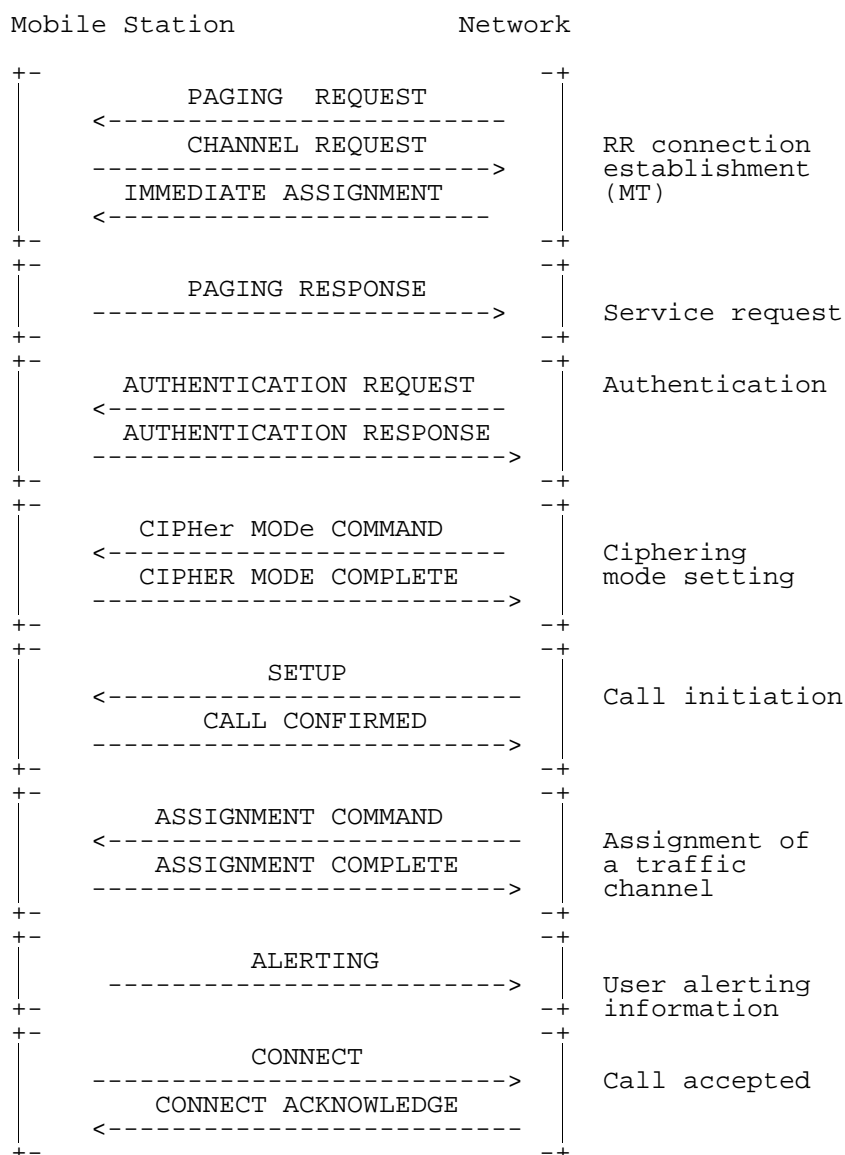 Mobile Station Network
PAGING REQUEST
CHANNEL REQUEST
IMMEDIATE ASSIGNMENT
RR connection
establishment
(MT)
PAGING RESPONSE
Service request
AUTHENTICATION REQUEST
AUTHENTICATION RESPONSE
Authentication
CIPHer MODe COMMAND
CIPHER MODE COMPLETE
Ciphering
mode setting
SETUP
CALL CONFIRMED
Call initiation
ASSIGNMENT COMMAND
ASSIGNMENT COMPLETE
Assignment of
a traffic
channel
ALERTING
User alerting
information
CONNECT
CONNECT ACKNOWLEDGE
Call accepted